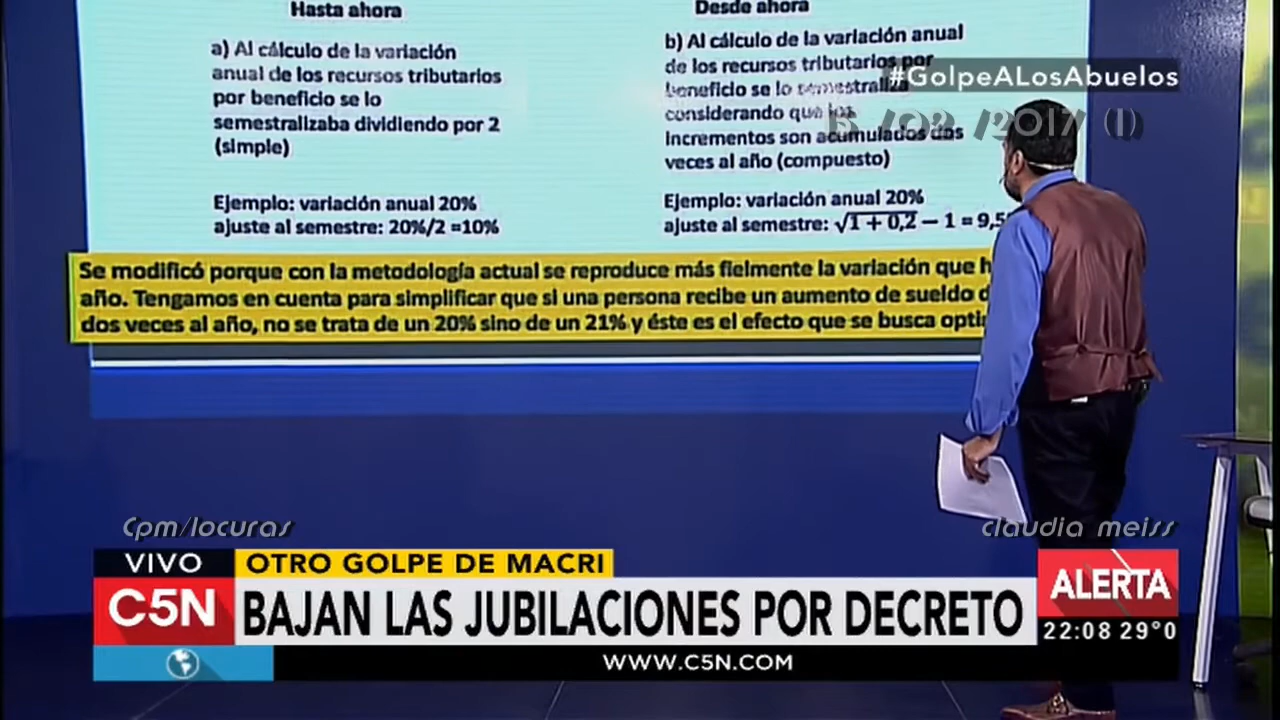 Hasta ahora
a) Al cálculo de la variación
anual de los recursos tributarios
por beneficio se lo
semestralizaba dividiendo por 2
(simple)
Ejemplo: variación anual 20%
ajuste al semestre: 20%/2 =10%
Desde ahora
b) Al cálculo de la variación anual
de los recursos tributarios por
beneficio se lo semestraliza
considerando que los
incrementos son acumulados dos
veces al año (compuesto)
Ejemplo: variación anual 20%
ajuste al semestre: √1 + 0,2 − 1 = 9,5
#GolpeALosAbuelos
/02 /2017 (1)
Se modificó porque con la metodología actual se reproduce más fielmente la variación que
año. Tengamos en cuenta para simplificar que si una persona recibe un aumento de sueldo
dos veces al año, no se trata de un 20% sino de un 21% y éste es el efecto que se busca
Cpm/locuras
claudia meiss
VIVO
OTRO GOLPE DE MACRI
C5N
BAJAN LAS JUBILACIONES POR DECRETO
ALERTA
22:08 29°0
WWW.C5N.COM